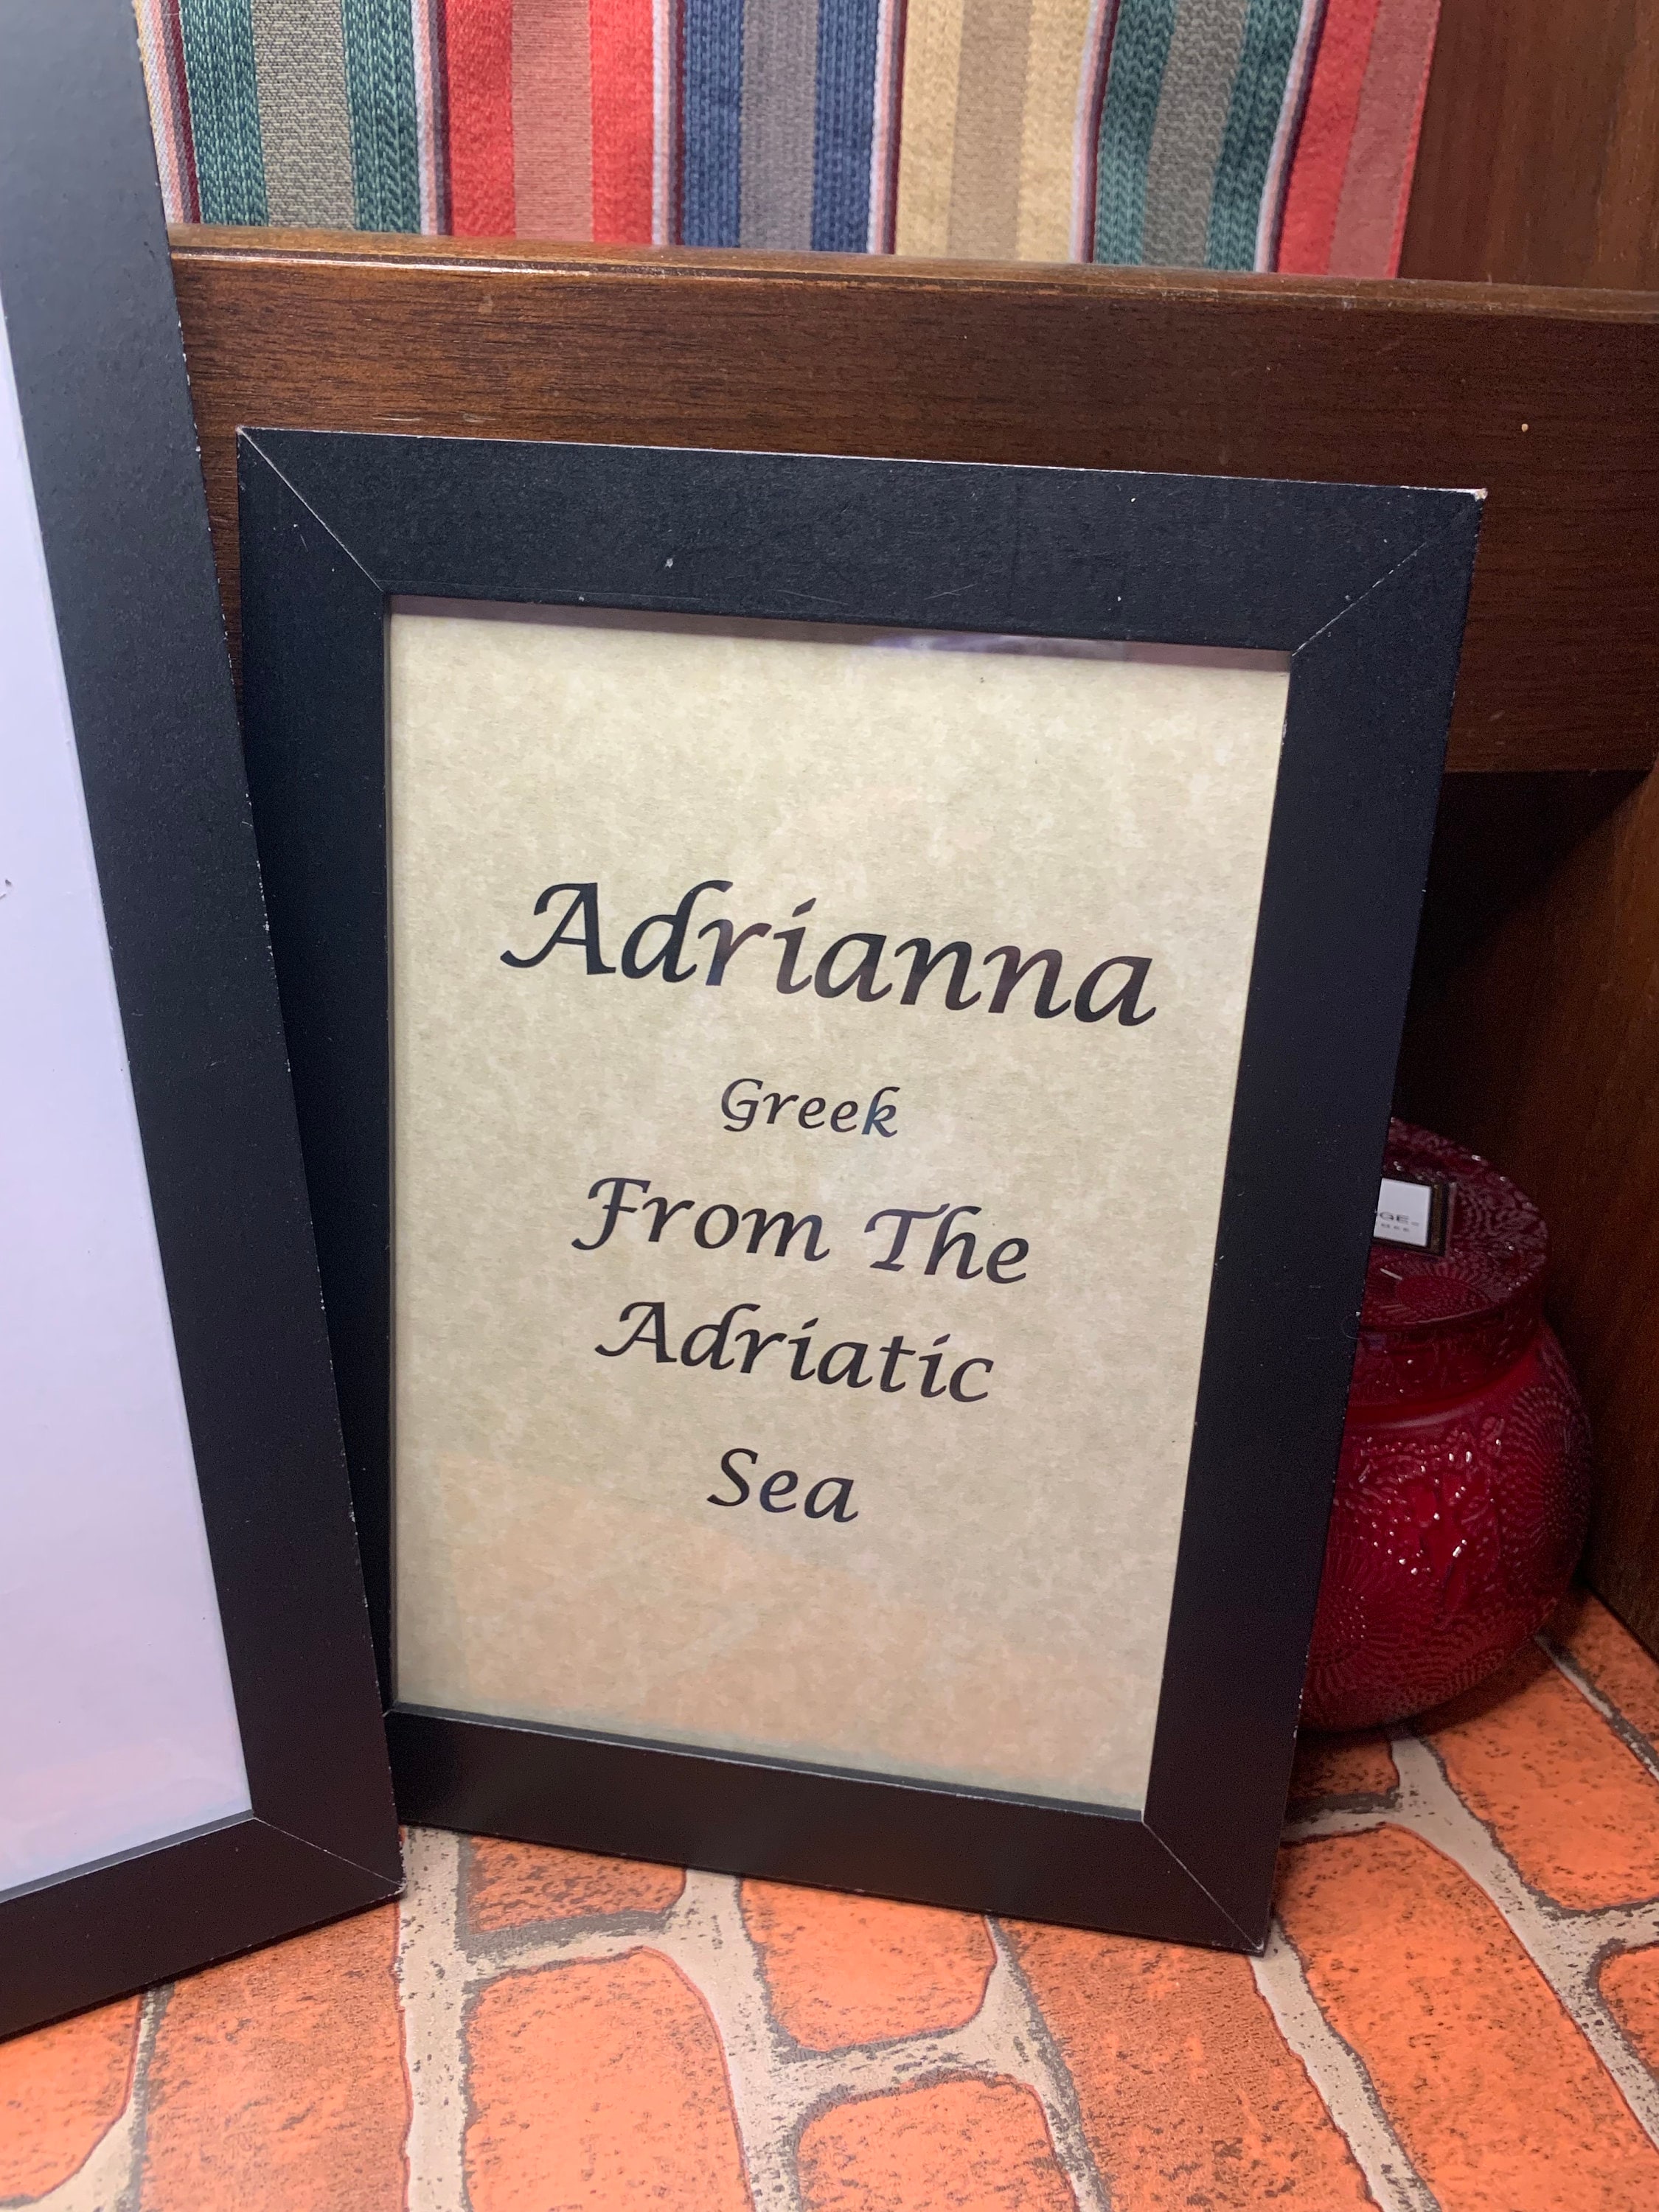 Adrianna
Greek
From The
Adriatic
Sea